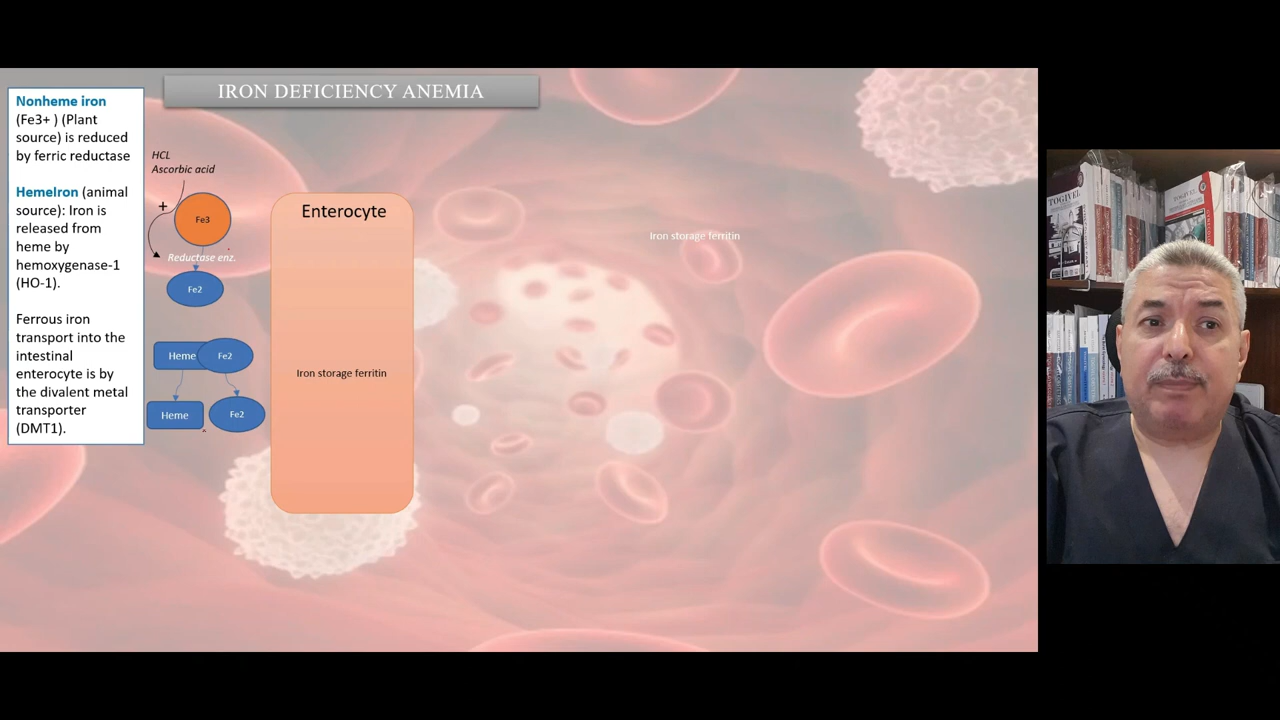 IRON DEFICIENCY ANEMIA
Nonheme iron
(Fe3+ ) (Plant
source) is reduced
by ferric reductase
HemeIron (animal
source): Iron is
released from
heme by
hemoxygenase-1
(HO-1).
Ferrous iron
transport into the
intestinal
enterocyte is by
the divalent metal
transporter
(DMT1).
HCL
Ascorbic acid
+
Fe3
Reductase enz.
Fe2
Heme
Fe2
Heme
Fe2
Enterocyte
Iron storage ferritin
Iron storage ferritin